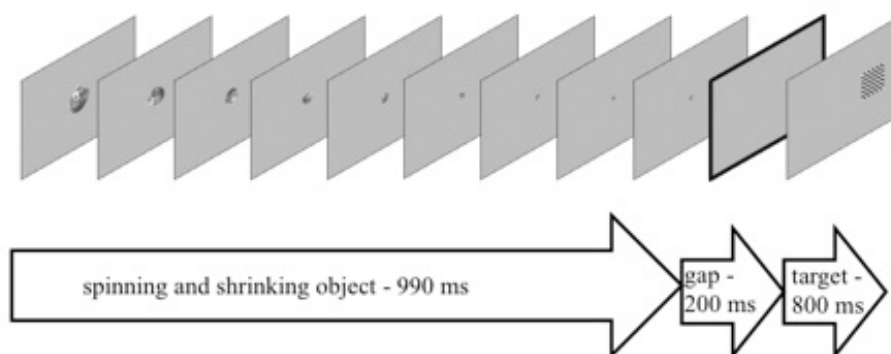 spinning and shrinking object - 990 ms
gap -
200 ms
target -
800 ms